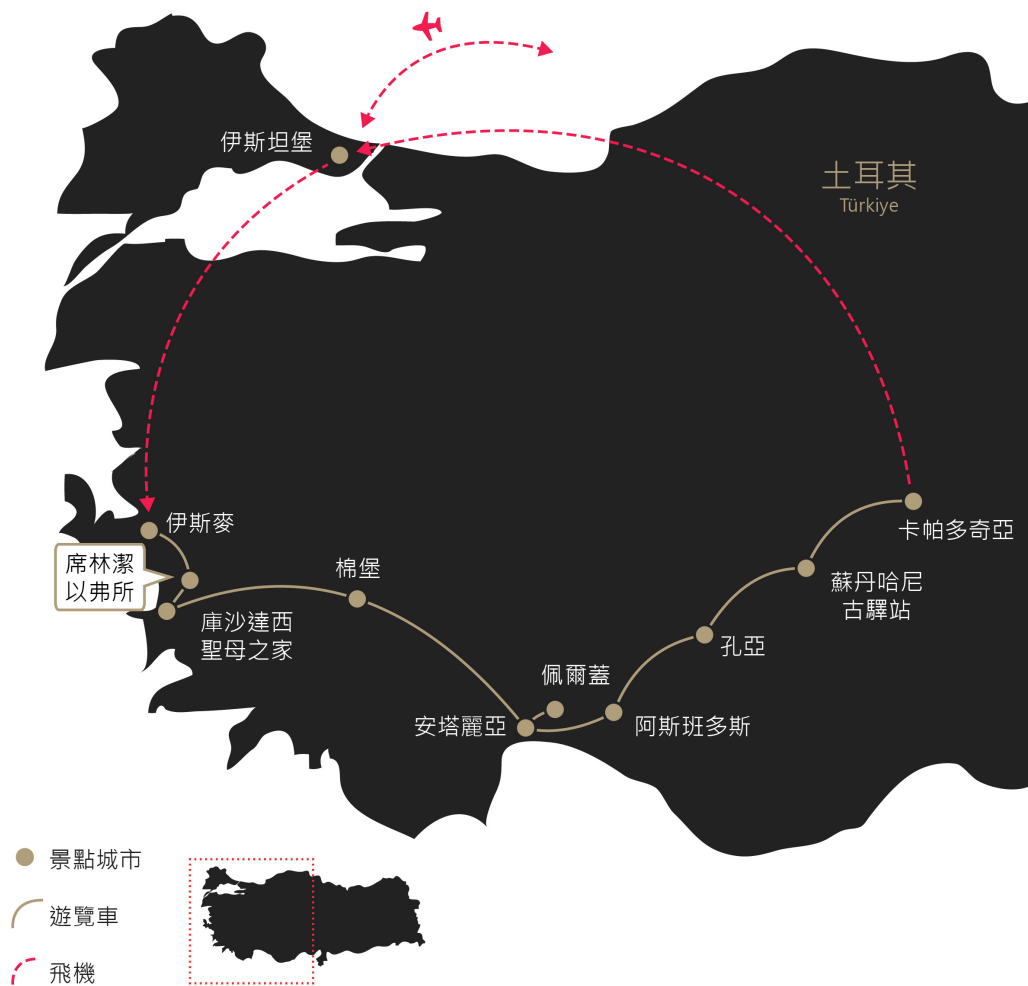 伊斯坦堡
土耳其
Türkiye
伊斯麥
席林潔
以弗所
庫沙達西
聖母之家
棉堡
佩爾蓋
安塔麗亞
阿斯班多斯
孔亞
蘇丹哈尼
古驛站
卡帕多奇亞
景點城市
遊覽車
飛機